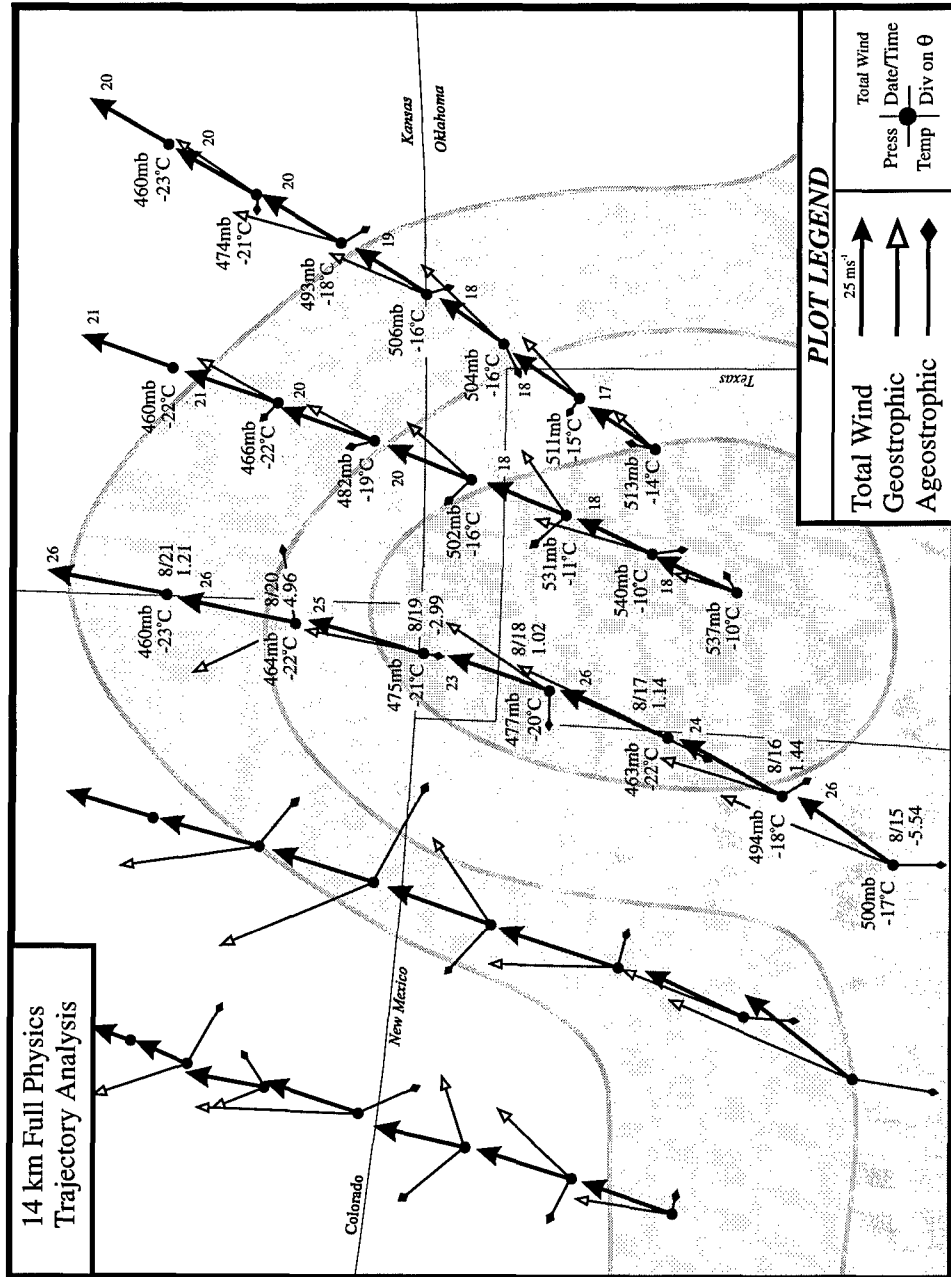 14 km Full Physics
Trajectory Analysis
20
460mb
-23°C
20
474mb
-21°C
20
493mb
-18°C
19
506mb
-16°C
18
504mb
-16°C
18
511mb
-15°C
17
513mb
-14°C
21
460mb
-22°C
21
466mb
-22°C
20
482mb
-19°C
20
502mb
-16°C
18
531mb
-11°C
18
540mb
-10°C
18
537mb
-10°C
26
8/21
1.21
460mb
-23°C
26
8/20
-4.96
464mb
-22°C
25
8/19
-2.99
475mb
-21°C
23
8/18
1.02
477mb
-20°C
26
8/17
1.14
463mb
-22°C
24
8/16
1.44
494mb
-18°C
26
8/15
-5.54
500mb
-17°C
Kansas
Oklahoma
Texas
New Mexico
Colorado
PLOT LEGEND
Total Wind
Geostrophic
Ageostrophic
25 ms⁻¹
Total Wind
Press Date/Time
Temp Div on θ